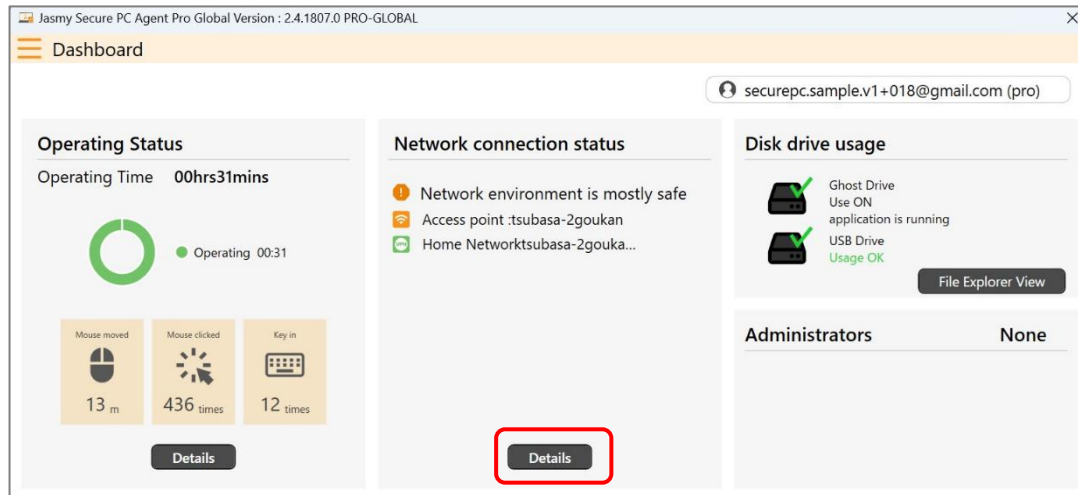 Jasmy Secure PC Agent Pro Global Version : 2.4.1807.0 PRO-GLOBAL
Dashboard
securepc.sample.v1+018@gmail.com (pro)
Operating Status
Operating Time 00hrs31mins
Operating 00:31
Mouse moved
13 m
Mouse clicked
436 times
Key in
12 times
Details
Network connection status
Network environment is mostly safe
Access point :tsubasa-2goukan
Home Networktsubasa-2gouka...
Details
Disk drive usage
Ghost Drive
Use ON
application is running
USB Drive
Usage OK
File Explorer View
Administrators None